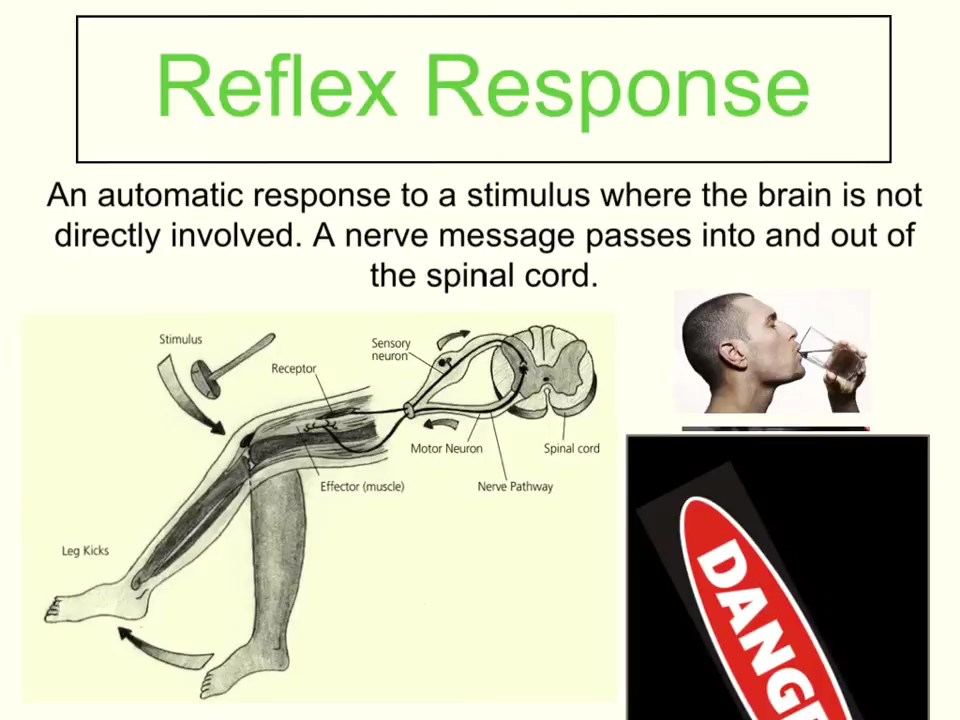 Reflex Response
An automatic response to a stimulus where the brain is not
directly involved. A nerve message passes into and out of
the spinal cord.
Stimulus
Sensory
neuron
Receptor
Motor Neuron
Spinal cord
Effector (muscle)
Nerve Pathway
Leg Kicks
DANGE